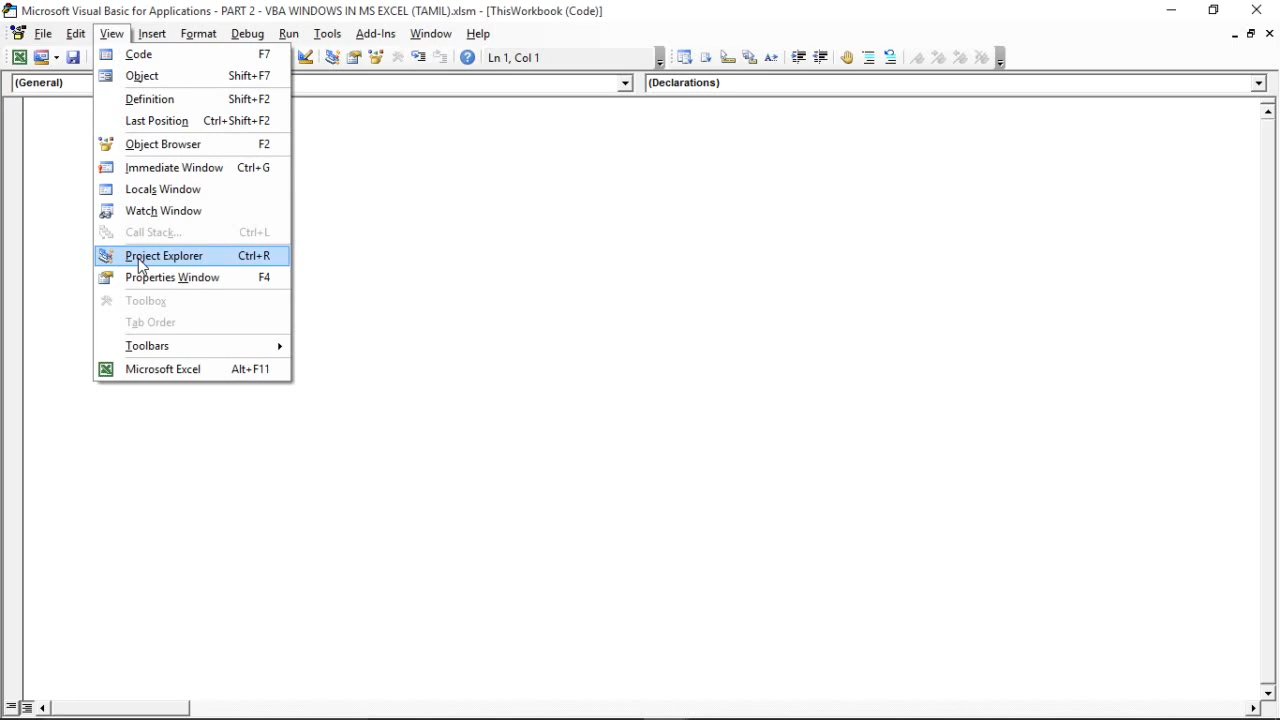 Microsoft Visual Basic for Applications - PART 2 - VBA WINDOWS IN MS EXCEL (TAMIL).xlsm - [ThisWorkbook (Code)]
File Edit View Insert Format Debug Run Tools Add-Ins Window Help
Ln 1, Col 1
(General) (Declarations)
Code F7
Object Shift+F7
Definition Shift+F2
Last Position Ctrl+Shift+F2
Object Browser F2
Immediate Window Ctrl+G
Locals Window
Watch Window
Call Stack... Ctrl+L
Project Explorer Ctrl+R
Properties Window F4
Toolbox
Tab Order
Toolbars
Microsoft Excel Alt+F11